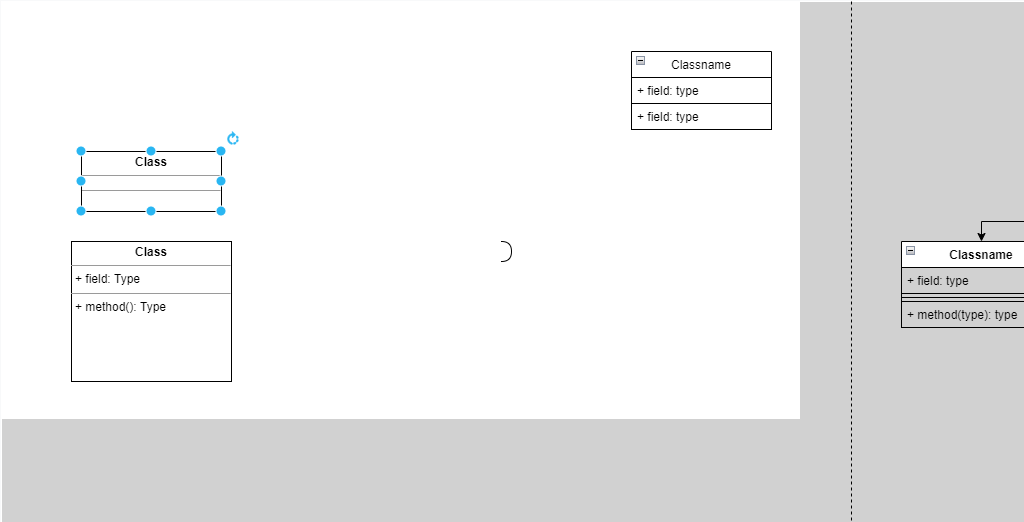 Classname
+ field: type
+ field: type
Class
Class
+ field: Type
+ method(): Type
Classname
+ field: type
+ method(type): type